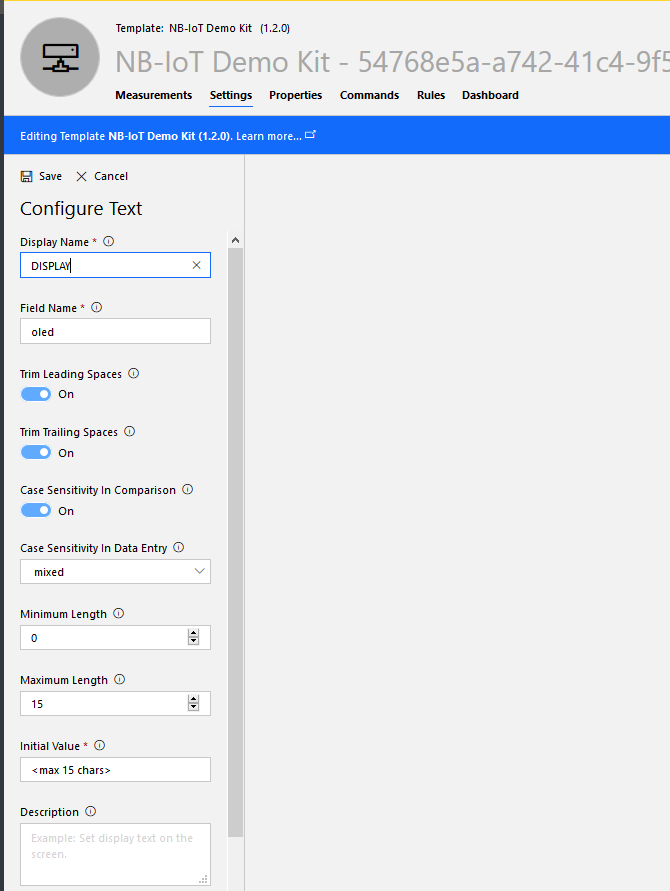 Template: NB-IoT Demo Kit (1.2.0)
NB-IoT Demo Kit - 54768e5a-a742-41c4-9f5
Measurements Settings Properties Commands Rules Dashboard
Editing Template NB-IoT Demo Kit (1.2.0). Learn more...
Save Cancel
Configure Text
Display Name *
DISPLAY
Field Name *
oled
Trim Leading Spaces
On
Trim Trailing Spaces
On
Case Sensitivity In Comparison
On
Case Sensitivity In Data Entry
mixed
Minimum Length
0
Maximum Length
15
Initial Value *
<max 15 chars>
Description
Example: Set display text on the
screen.